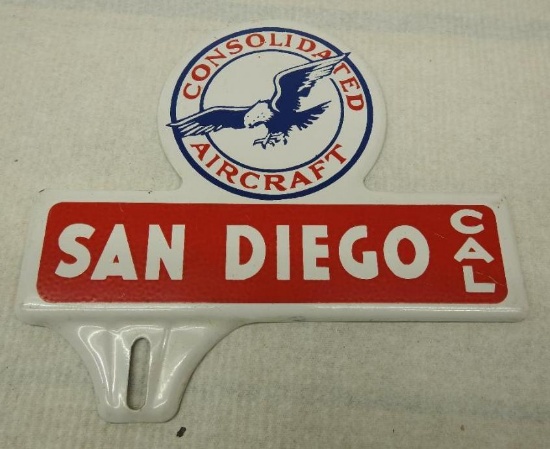 CONSOLIDATED
AIRCRAFT
SAN DIEGO CAL